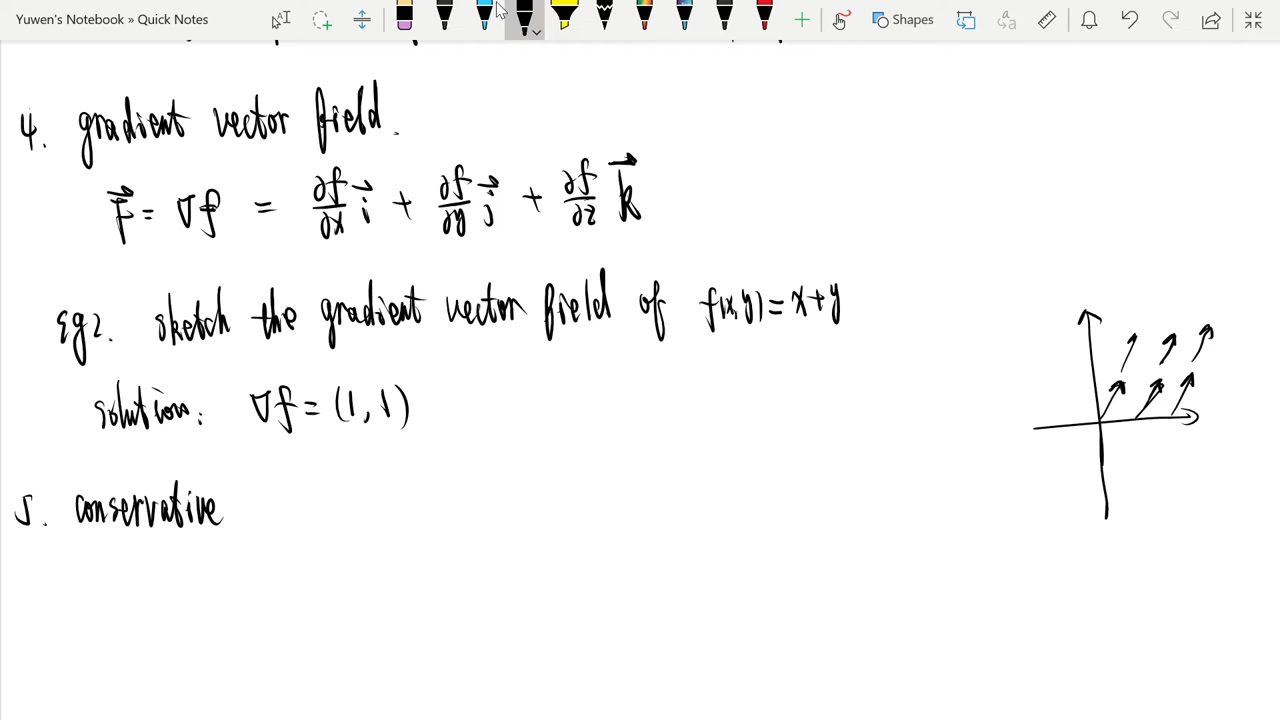 Yuwen's Notebook » Quick Notes
Shapes
4. gradient vector field.
F⃗ = ∇f = ∂f/∂x i⃗ + ∂f/∂y j⃗ + ∂f/∂z k⃗
Eg2. sketch the gradient vector field of f(x,y)=x+y
solution: ∇f = (1, 1)
5. conservative